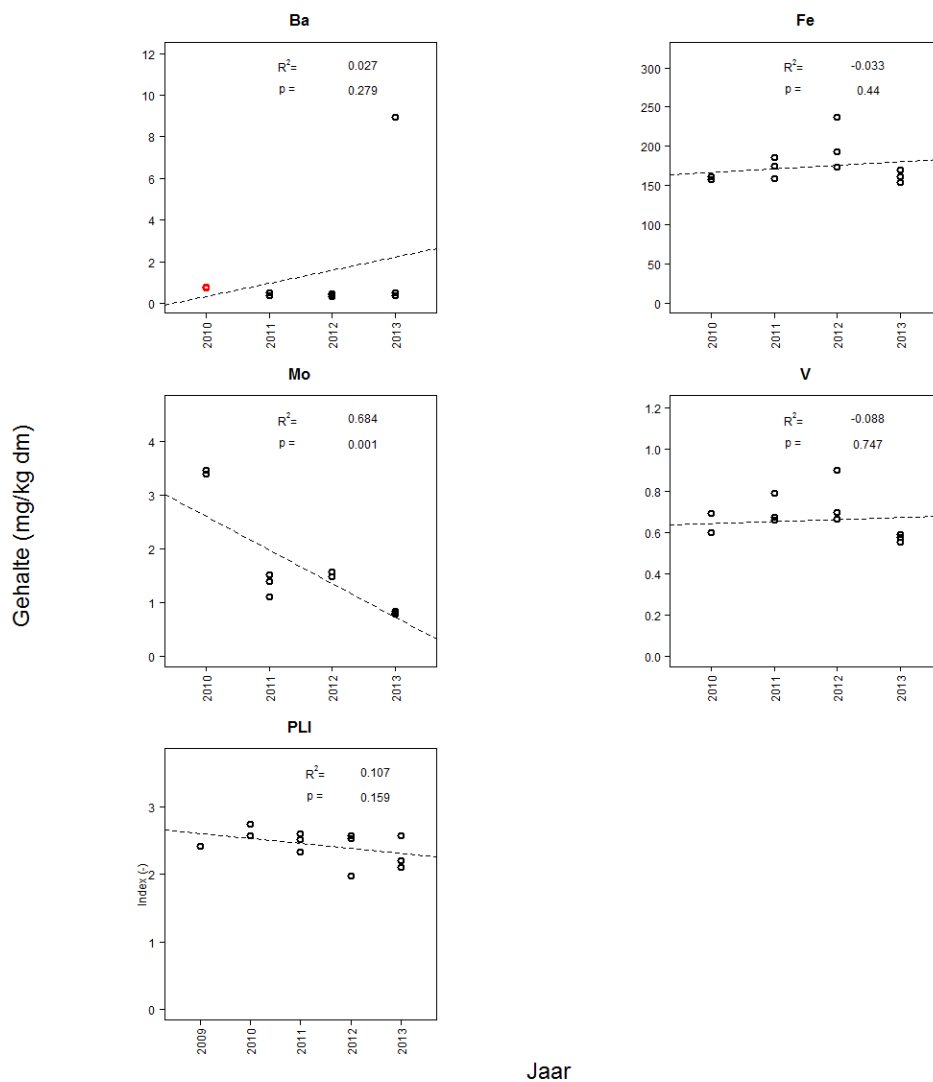 Ba
R2= 0.027
p = 0.279
12
10
8
6
4
2
0
2010
2011
2012
2013
Fe
R2= -0.033
p = 0.44
300
250
200
150
100
50
0
2010
2011
2012
2013
Gehalte (mg/kg dm)
Mo
R2= 0.684
p = 0.001
4
3
2
1
0
2010
2011
2012
2013
V
R2= -0.088
p = 0.747
1.2
1.0
0.8
0.6
0.4
0.2
0.0
2010
2011
2012
2013
PLI
R2= 0.107
p = 0.159
Index (-)
3
2
1
0
2009
2010
2011
2012
2013
Jaar